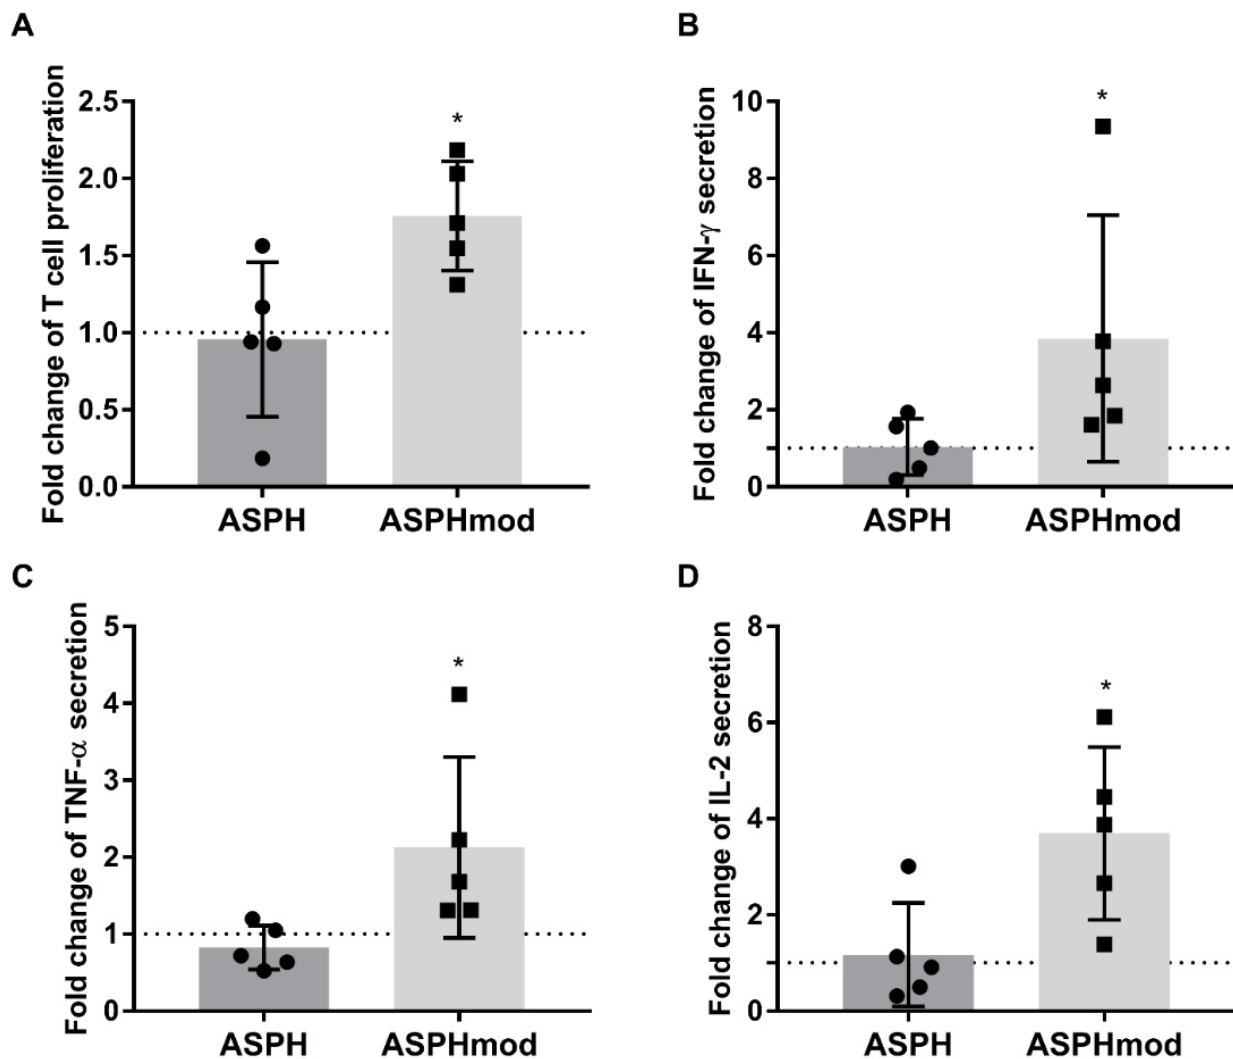 A
Fold change of T cell proliferation
2.5
2.0
1.5
1.0
0.5
0.0
*
ASPH
ASPHmod
B
Fold change of IFN-γ secretion
10
8
6
4
2
0
*
ASPH
ASPHmod
C
Fold change of TNF-α secretion
5
4
3
2
1
0
*
ASPH
ASPHmod
D
Fold change of IL-2 secretion
8
6
4
2
0
*
ASPH
ASPHmod